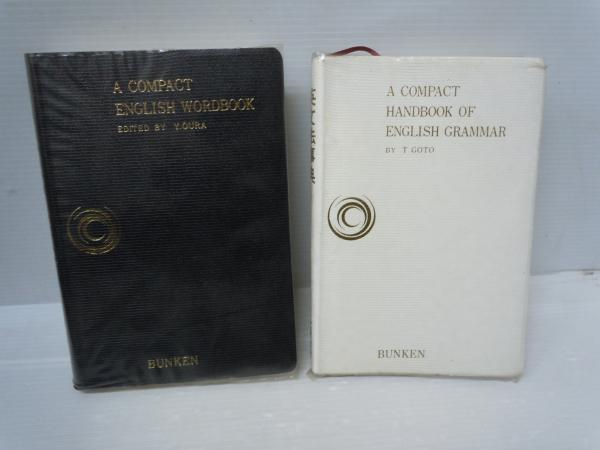 A COMPACT
ENGLISH WORDBOOK
EDITED BY Y.OURA
BUNKEN
A COMPACT
HANDBOOK OF
ENGLISH GRAMMAR
BY T GOTO
BUNKEN